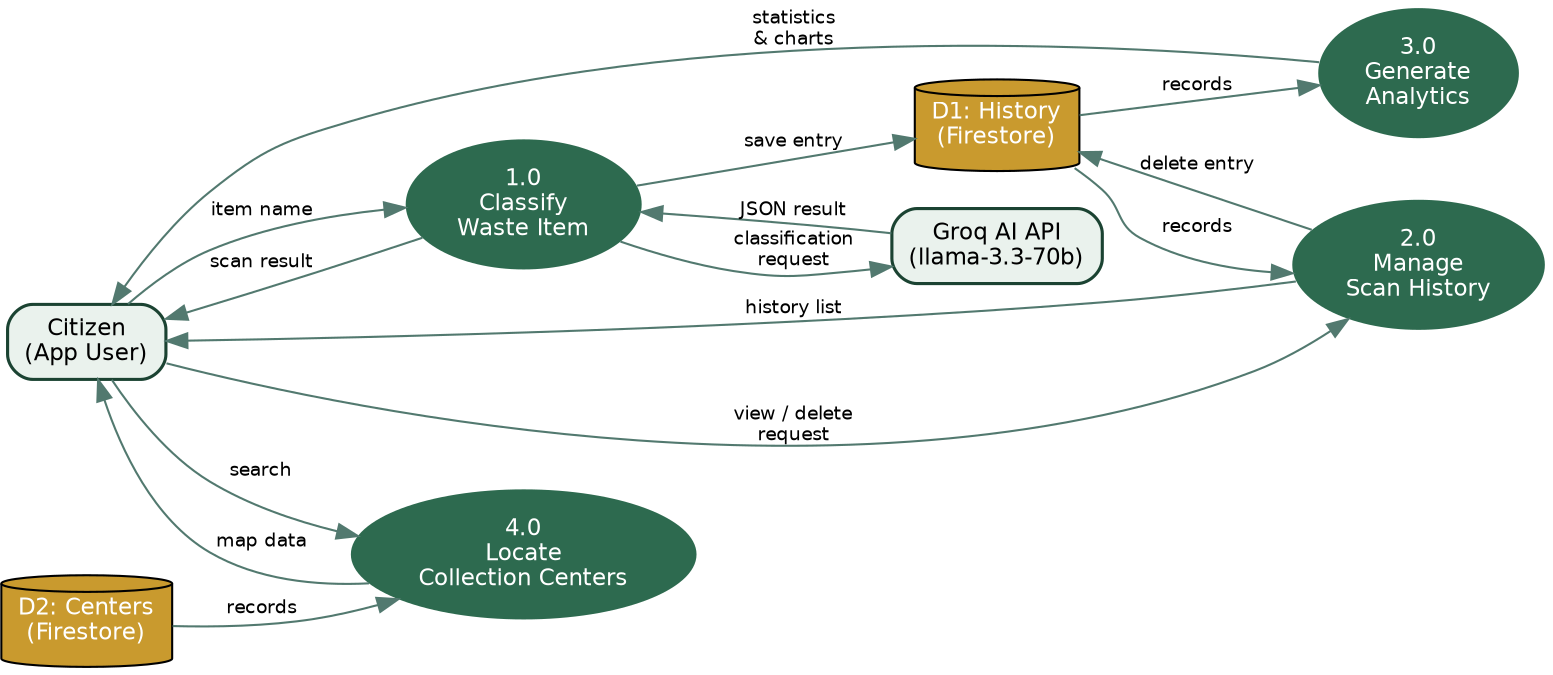 statistics
& charts
3.0
Generate
Analytics
records
D1: History
(Firestore)
save entry
delete entry
1.0
Classify
Waste Item
item name
JSON result
Groq AI API
(llama-3.3-70b)
classification
request
records
2.0
Manage
Scan History
scan result
history list
Citizen
(App User)
view / delete
request
search
4.0
Locate
Collection Centers
map data
D2: Centers
(Firestore)
records